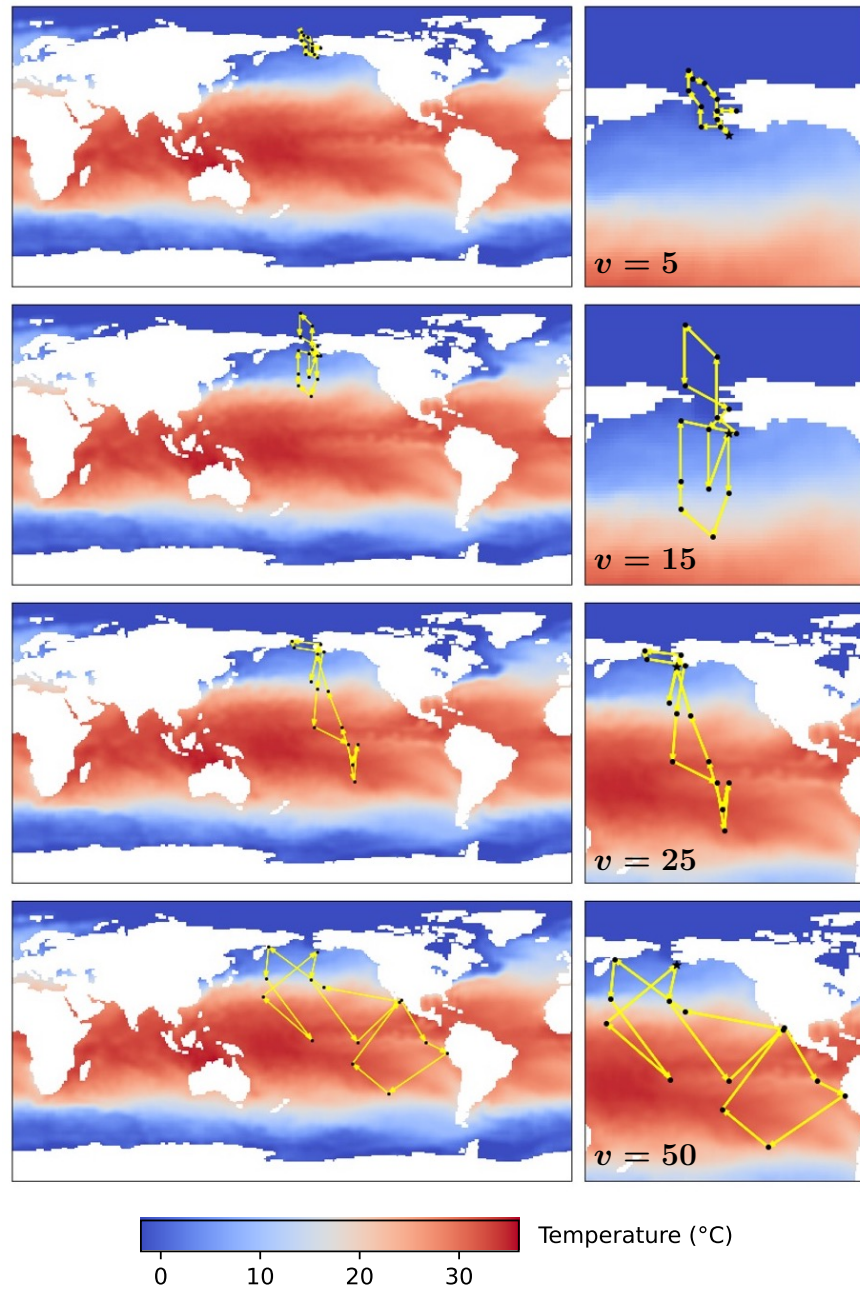 v = 5
v = 15
v = 25
v = 50
Temperature (°C)
0 10 20 30